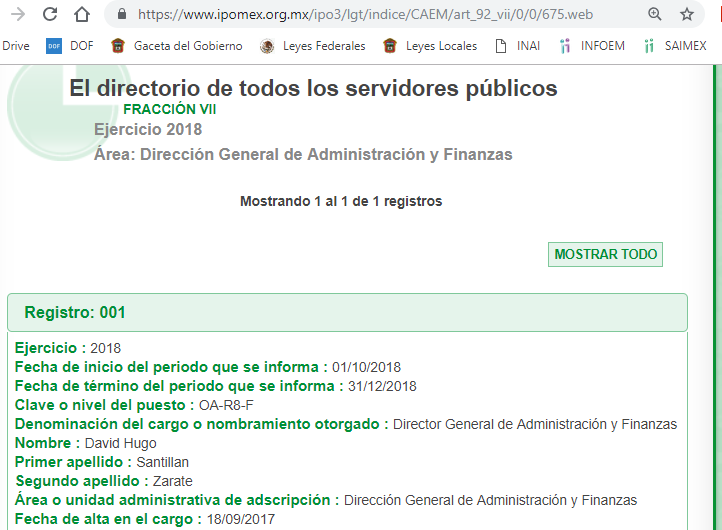 https://www.ipomex.org.mx/ipo3/lgt/indice/CAEM/art_92_vii/0/0/675.web
Drive DOF DOF Gaceta del Gobierno Leyes Federales Leyes Locales INAI INFOEM SAIMEX
El directorio de todos los servidores públicos
FRACCIÓN VII
Ejercicio 2018
Área: Dirección General de Administración y Finanzas
Mostrando 1 al 1 de 1 registros
MOSTRAR TODO
Registro: 001
Ejercicio : 2018
Fecha de inicio del periodo que se informa : 01/10/2018
Fecha de término del periodo que se informa : 31/12/2018
Clave o nivel del puesto : OA-R8-F
Denominación del cargo o nombramiento otorgado : Director General de Administración y Finanzas
Nombre : David Hugo
Primer apellido : Santillan
Segundo apellido : Zarate
Área o unidad administrativa de adscripción : Dirección General de Administración y Finanzas
Fecha de alta en el cargo : 18/09/2017